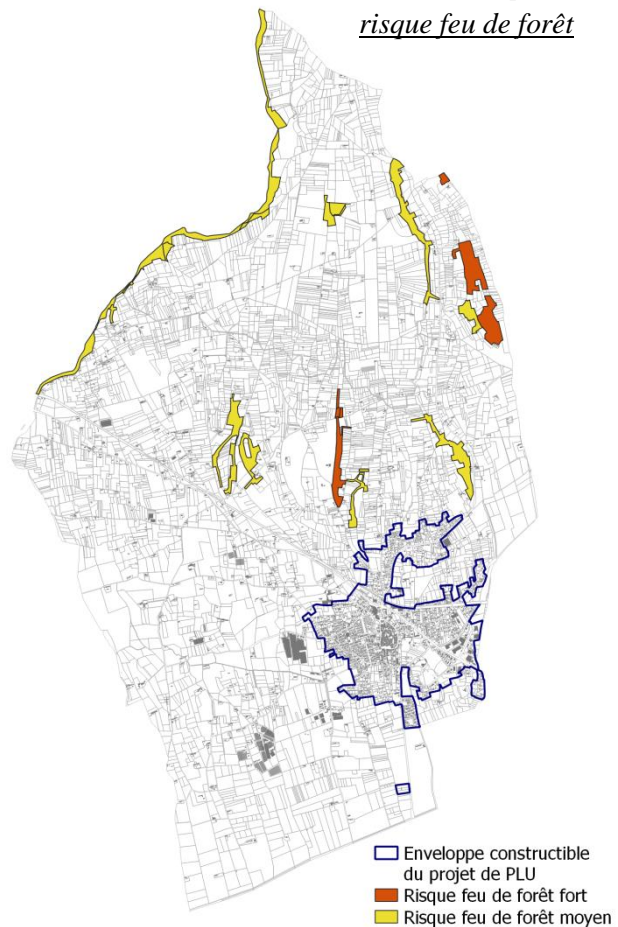 risque feu de forêt
Enveloppe constructible
du projet de PLU
Risque feu de forêt fort
Risque feu de forêt moyen